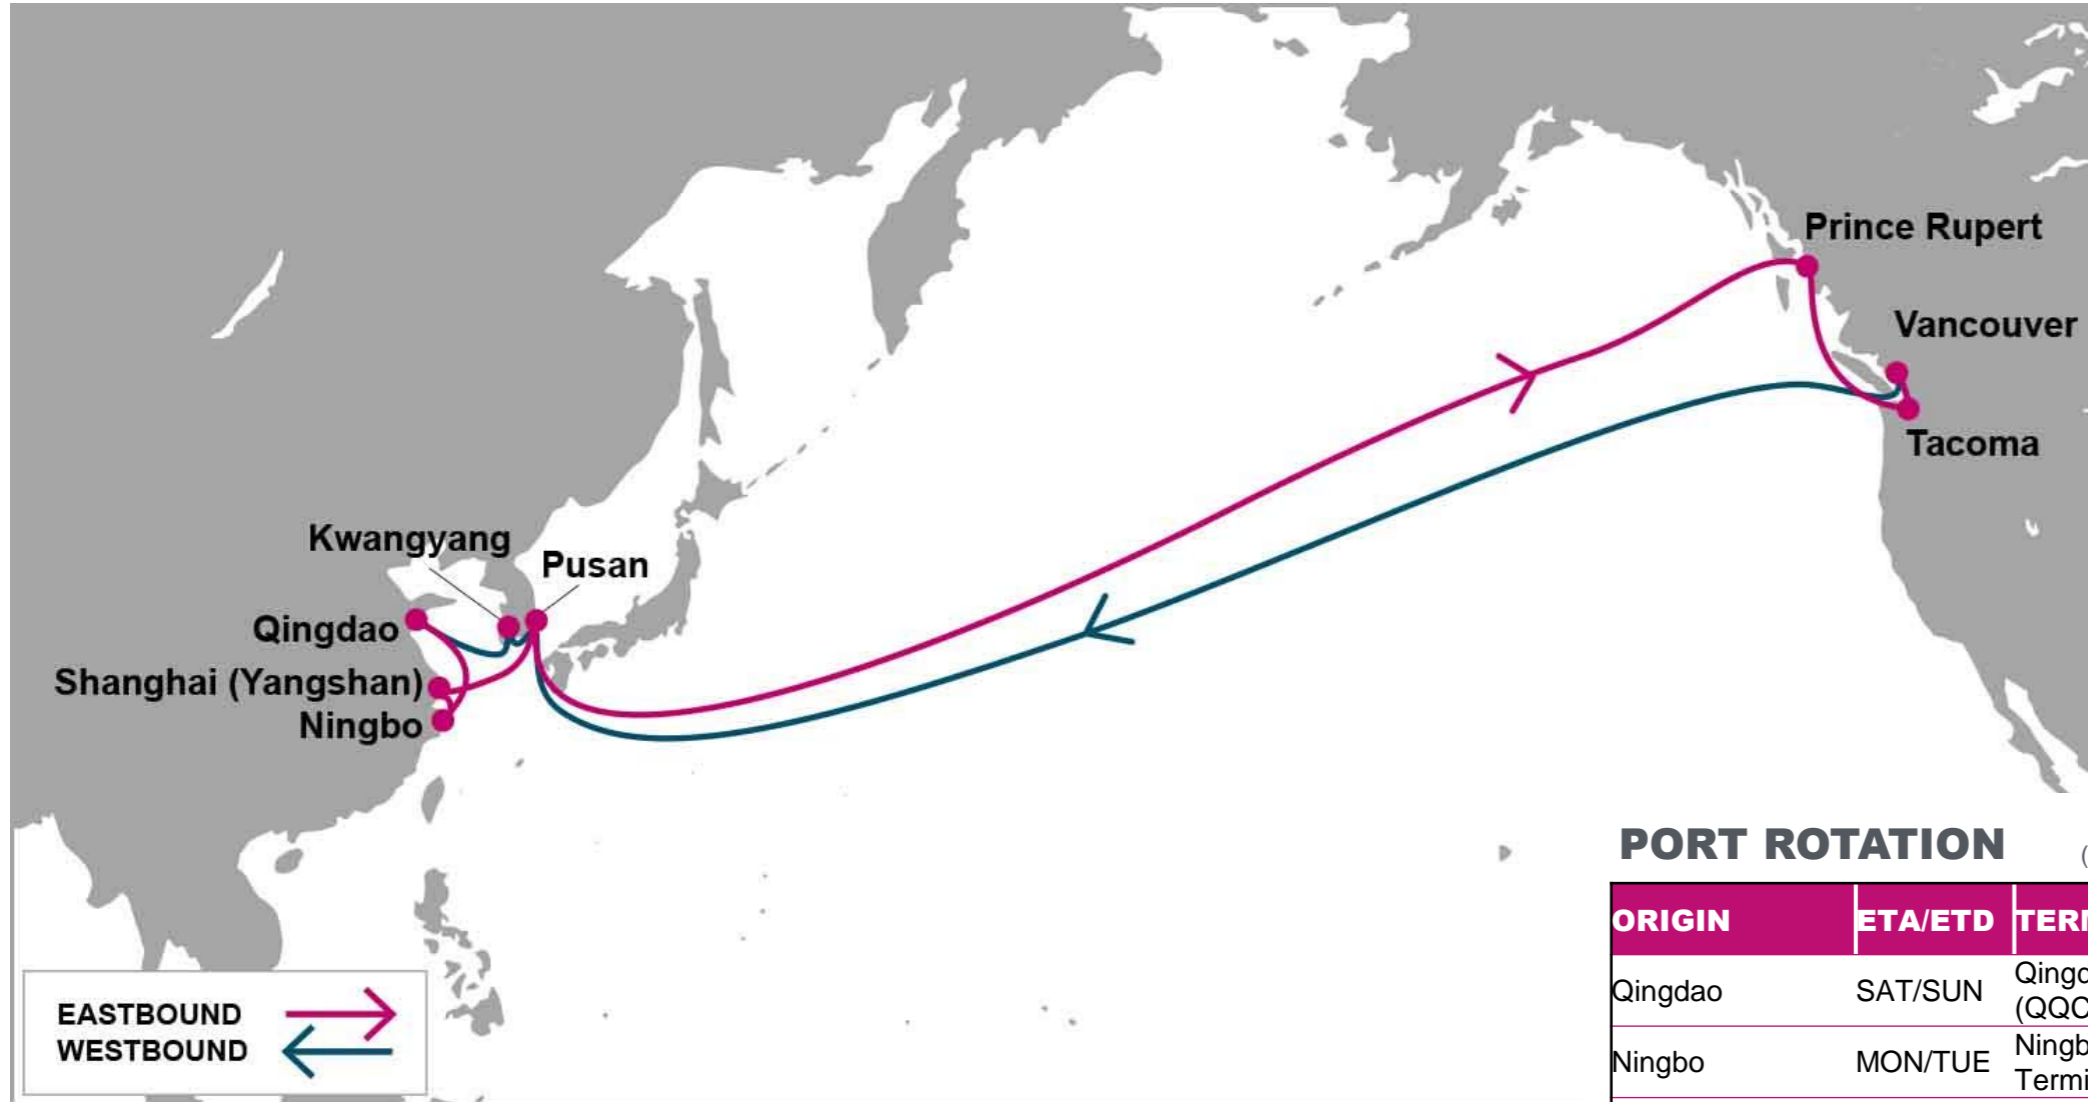 Prince Rupert
Vancouver
Tacoma
Kwangyang
Pusan
Qingdao
Shanghai (Yangshan)
Ningbo
EASTBOUND
WESTBOUND
PORT ROTATION (
ORIGIN ETA/ETD
Qingdao SAT/SUN
(QQC
Ningbo MON/TUE